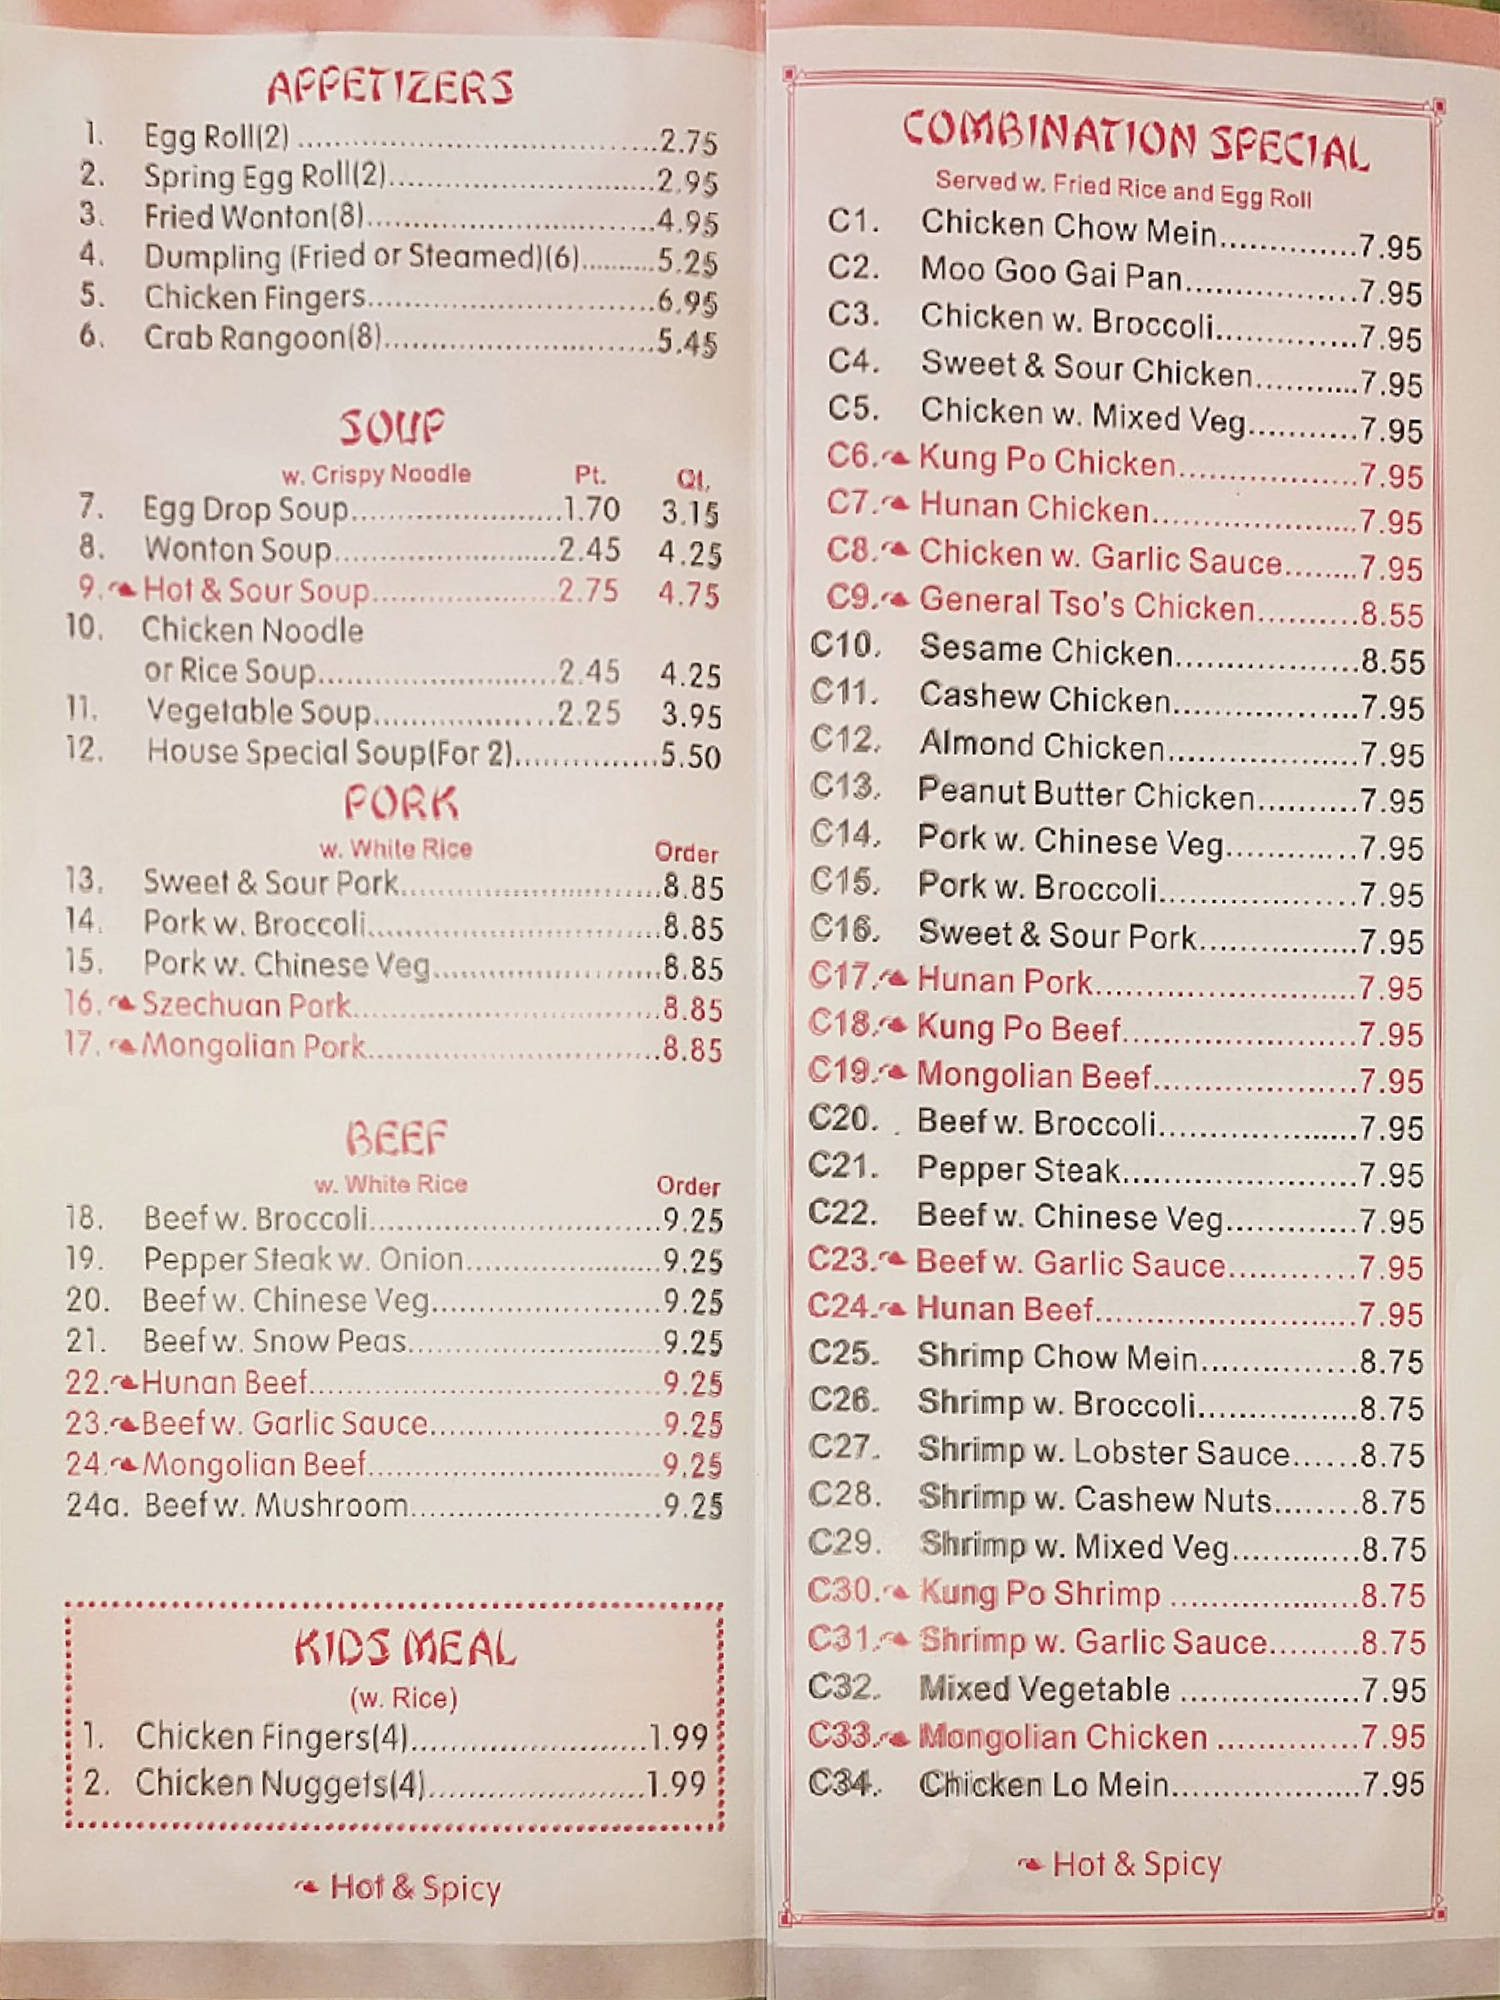 APPETIZERS
1. Egg Roll(2) 2.75
2. Spring Egg Roll(2) 2.95
3. Fried Wonton(8) 4.95
4. Dumpling (Fried or Steamed)(6) 5.25
5. Chicken Fingers 6.95
6. Crab Rangoon(8) 5.45
SOUP
w. Crispy Noodle Pt. Qt.
7. Egg Drop Soup 1.70 3.15
8. Wonton Soup 2.45 4.25
9. Hot & Sour Soup 2.75 4.75
10. Chicken Noodle
or Rice Soup 2.45 4.25
11. Vegetable Soup 2.25 3.95
12. House Special Soup(For 2) 5.50
PORK
w. White Rice Order
13. Sweet & Sour Pork 8.85
14. Pork w. Broccoli 8.85
15. Pork w. Chinese Veg 8.85
16. Szechuan Pork 8.85
17. Mongolian Pork 8.85
BEEF
w. White Rice Order
18. Beef w. Broccoli 9.25
19. Pepper Steak w. Onion 9.25
20. Beef w. Chinese Veg 9.25
21. Beef w. Snow Peas 9.25
22. Hunan Beef 9.25
23. Beef w. Garlic Sauce 9.25
24. Mongolian Beef 9.25
24a. Beef w. Mushroom 9.25
KIDS MEAL
(w. Rice)
1. Chicken Fingers(4) 1.99
2. Chicken Nuggets(4) 1.99
Hot & Spicy
COMBINATION SPECIAL
Served w. Fried Rice and Egg Roll
C1. Chicken Chow Mein 7.95
C2. Moo Goo Gai Pan 7.95
C3. Chicken w. Broccoli 7.95
C4. Sweet & Sour Chicken 7.95
C5. Chicken w. Mixed Veg 7.95
C6. Kung Po Chicken 7.95
C7. Hunan Chicken 7.95
C8. Chicken w. Garlic Sauce 7.95
C9. General Tso's Chicken 8.55
C10. Sesame Chicken 8.55
C11. Cashew Chicken 7.95
C12. Almond Chicken 7.95
C13. Peanut Butter Chicken 7.95
C14. Pork w. Chinese Veg 7.95
C15. Pork w. Broccoli 7.95
C16. Sweet & Sour Pork 7.95
C17. Hunan Pork 7.95
C18. Kung Po Beef 7.95
C19. Mongolian Beef 7.95
C20. Beef w. Broccoli 7.95
C21. Pepper Steak 7.95
C22. Beef w. Chinese Veg 7.95
C23. Beef w. Garlic Sauce 7.95
C24. Hunan Beef 7.95
C25. Shrimp Chow Mein 8.75
C26. Shrimp w. Broccoli 8.75
C27. Shrimp w. Lobster Sauce 8.75
C28. Shrimp w. Cashew Nuts 8.75
C29. Shrimp w. Mixed Veg 8.75
C30. Kung Po Shrimp 8.75
C31. Shrimp w. Garlic Sauce 8.75
C32. Mixed Vegetable 7.95
C33. Mongolian Chicken 7.95
C34. Chicken Lo Mein 7.95
Hot & Spicy